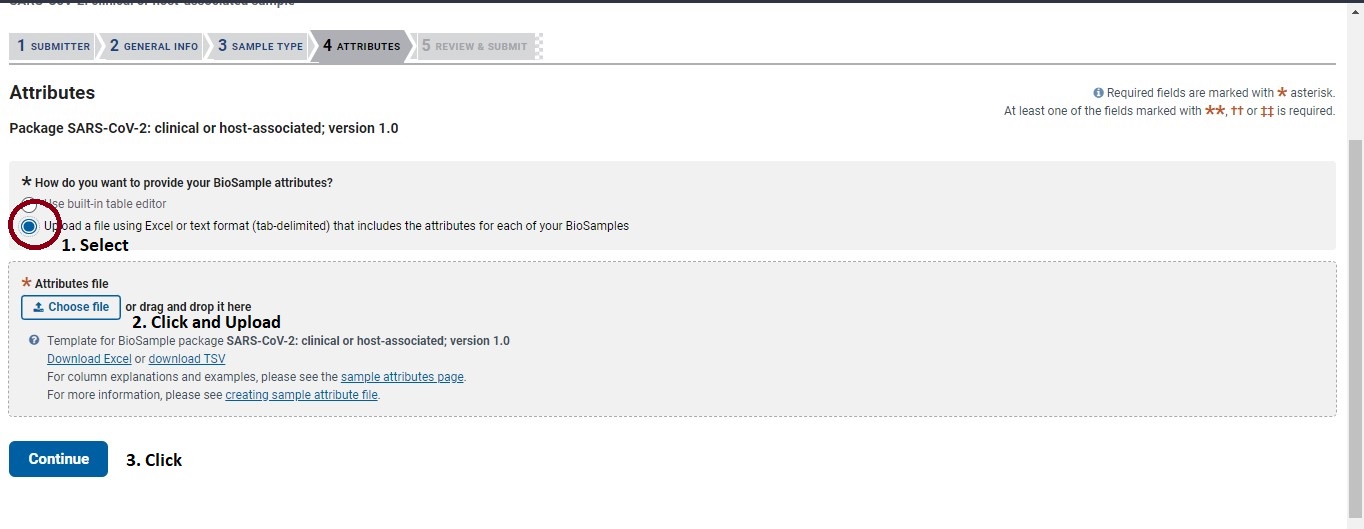 SARS-CoV-2: clinical or host-associated sample
1 SUBMITTER 2 GENERAL INFO 3 SAMPLE TYPE 4 ATTRIBUTES 5 REVIEW & SUBMIT
Attributes
Required fields are marked with * asterisk.
At least one of the fields marked with **, †† or ‡‡ is required.
Package SARS-CoV-2: clinical or host-associated; version 1.0
* How do you want to provide your BioSample attributes?
Use built-in table editor
Upload a file using Excel or text format (tab-delimited) that includes the attributes for each of your BioSamples
1. Select
* Attributes file
Choose file or drag and drop it here
2. Click and Upload
Template for BioSample package SARS-CoV-2: clinical or host-associated; version 1.0
Download Excel or download TSV
For column explanations and examples, please see the sample attributes page.
For more information, please see creating sample attribute file.
Continue 3. Click